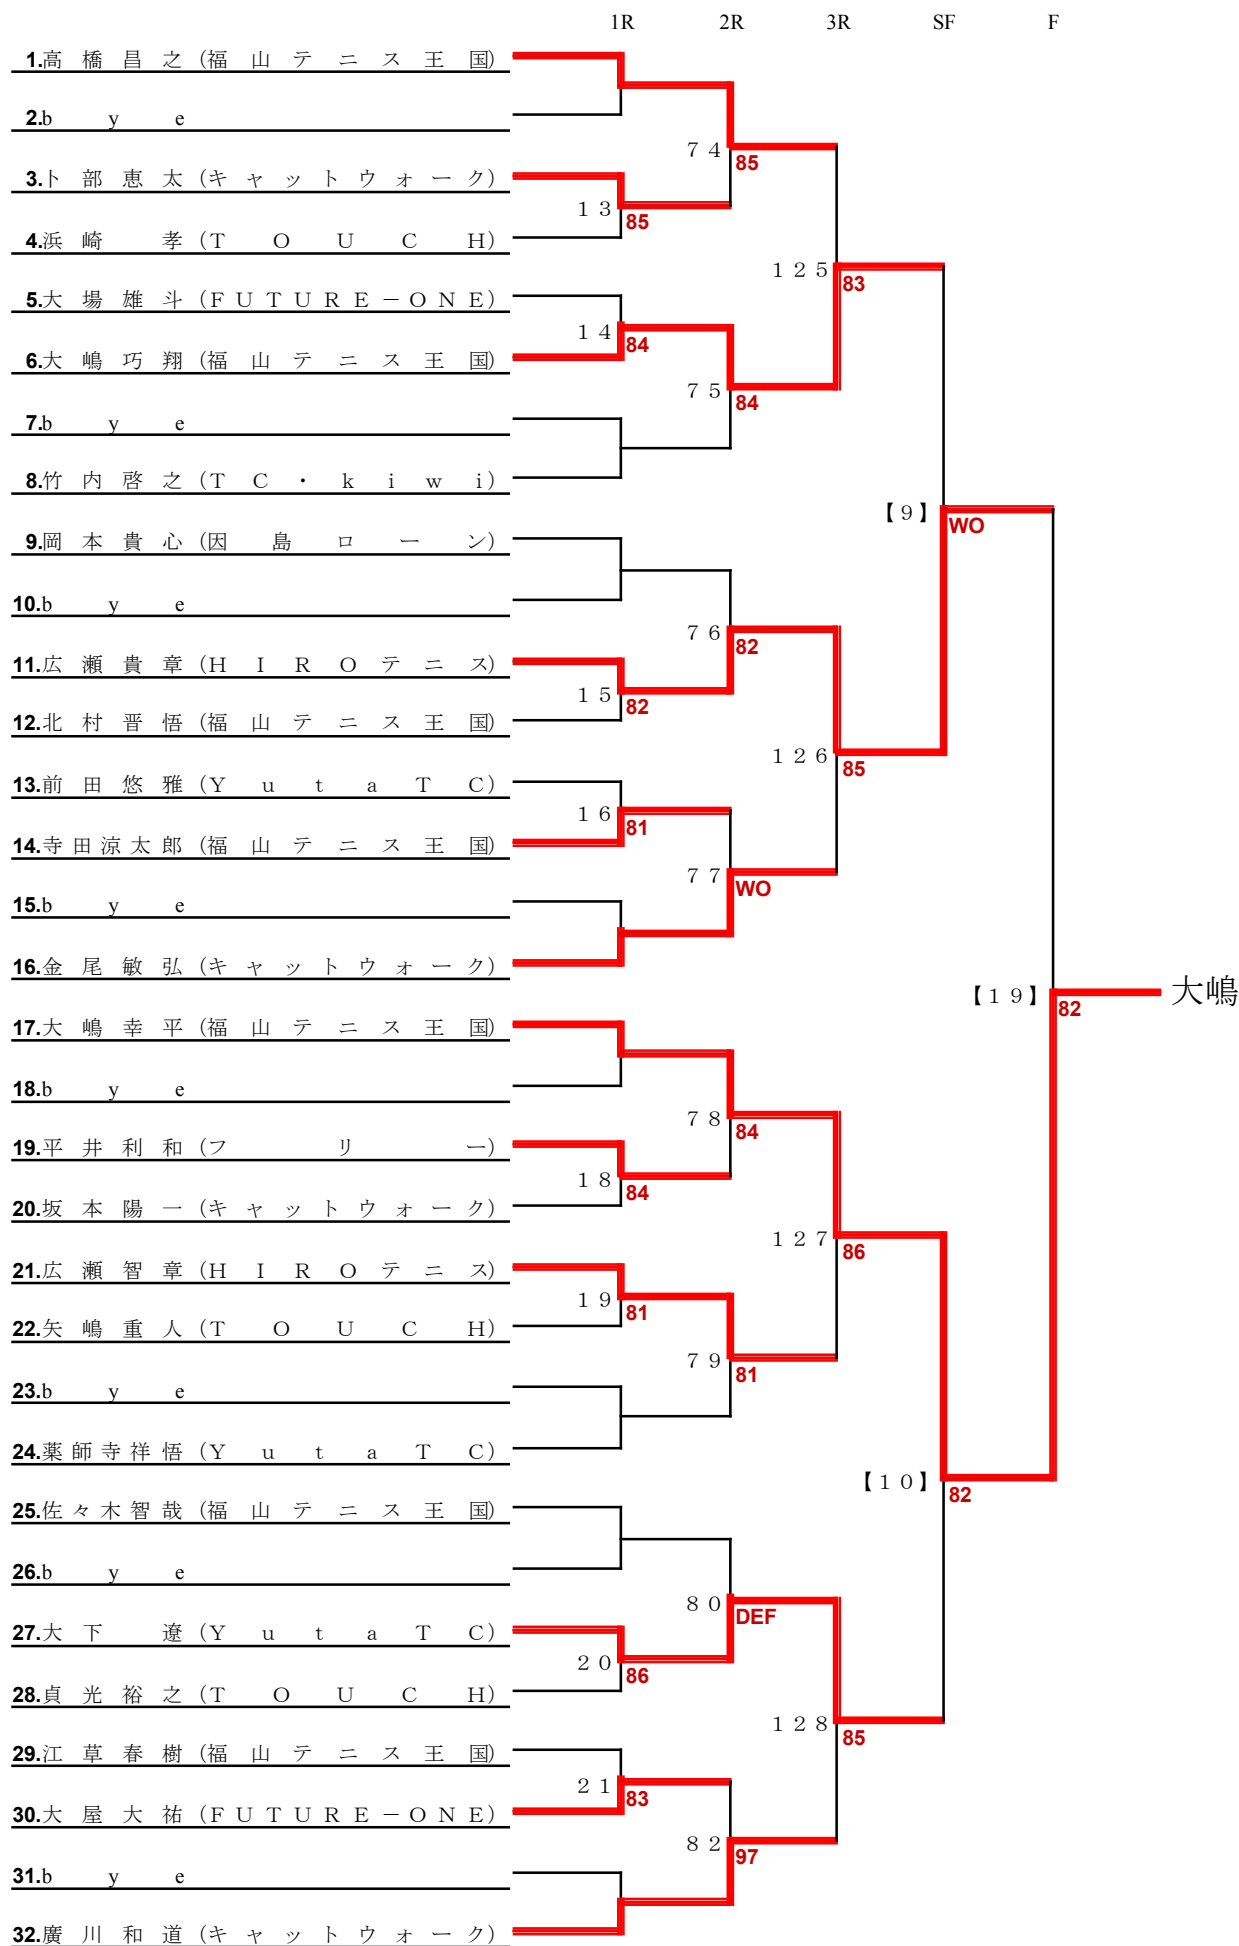 1R 2R 3R SF F
1.高橋昌之(福山テニス王国)
2.bye
74 85
3.卜部恵太(キャットウォーク)
13 85
4.浜崎 孝(TOUCH)
125 83
5.大場雄斗(FUTURE－ONE)
14 84
6.大嶋巧翔(福山テニス王国)
75 84
7.bye
8.竹内啓之(TC・kiwi)
【9】 WO
9.岡本貴心(因島ローン)
10.bye
76 82
11.広瀬貴章(HIROテニス)
15 82
12.北村晋悟(福山テニス王国)
126 85
13.前田悠雅(YutaTC)
16 81
14.寺田涼太郎(福山テニス王国)
77 WO
15.bye
16.金尾敏弘(キャットウォーク)
【19】 82 大嶋
17.大嶋幸平(福山テニス王国)
18.bye
78 84
19.平井利和(フリー)
18 84
20.坂本陽一(キャットウォーク)
127 86
21.広瀬智章(HIROテニス)
19 81
22.矢嶋重人(TOUCH)
79 81
23.bye
24.薬師寺祥悟(YutaTC)
【10】 82
25.佐々木智哉(福山テニス王国)
26.bye
80 DEF
27.大下 遼(YutaTC)
20 86
28.貞光裕之(TOUCH)
128 85
29.江草春樹(福山テニス王国)
21 83
30.大屋大祐(FUTURE－ONE)
82 97
31.bye
32.廣川和道(キャットウォーク)